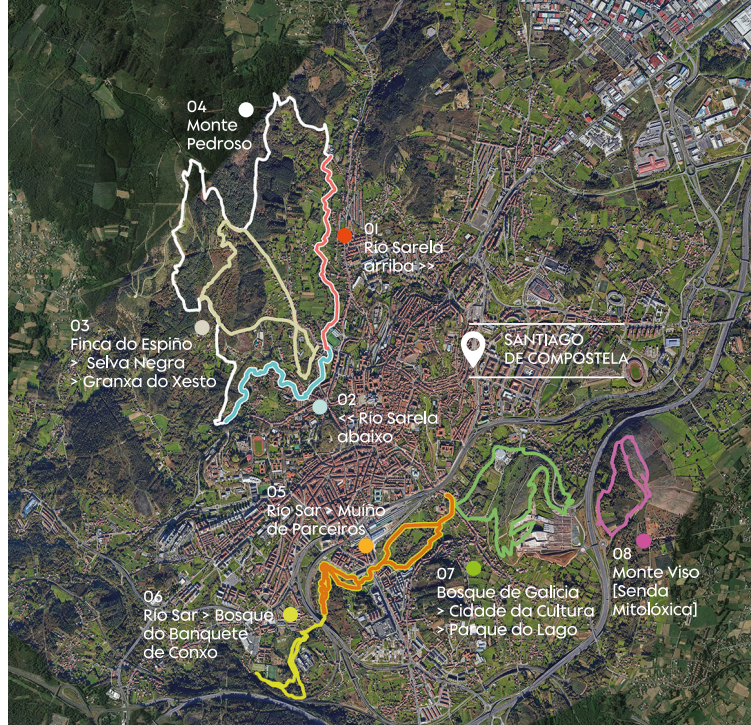 04
Monte
Pedroso
01.
Río Sarela
arriba >>
03
Finca do Espiño
> Selva Negra
> Granxa do Xesto
SANTIAGO
DE COMPOSTELA
02
<< Río Sarela
abaixo
05
Río Sar > Muíño
de Parceiros
06
Río Sar > Bosque
do Banquete
de Conxo
07
Bosque de Galicia
> Cidade da Cultura
> Parque do Lago
08
Monte Viso
[Senda
Mitolóxica]